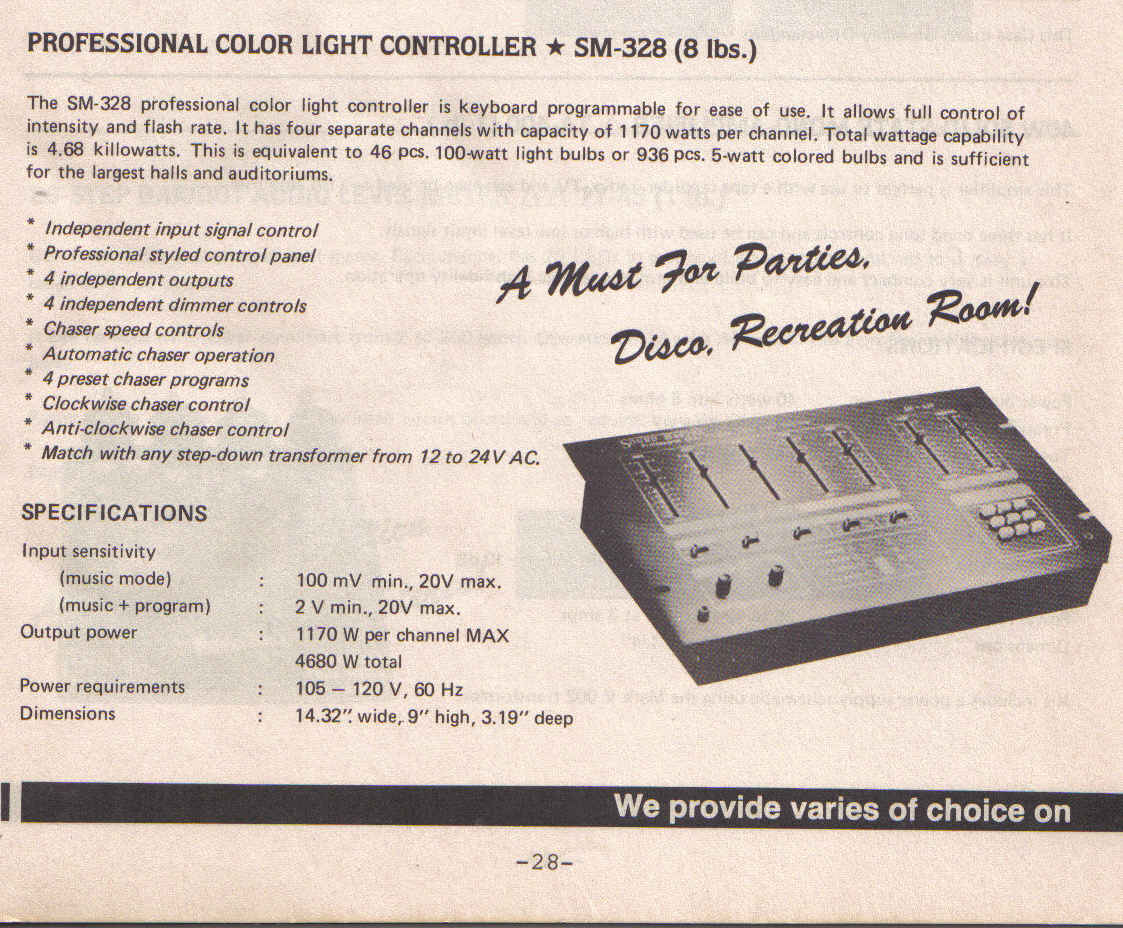 PROFESSIONAL COLOR LIGHT CONTROLLER ★ SM-328 (8 lbs.)
The SM-328 professional color light controller is keyboard programmable for ease of use. It allows full control of
intensity and flash rate. It has four separate channels with capacity of 1170 watts per channel. Total wattage capability
is 4.68 killowatts. This is equivalent to 46 pcs. 100-watt light bulbs or 936 pcs. 5-watt colored bulbs and is sufficient
for the largest halls and auditoriums.
* Independent input signal control
* Professional styled control panel
* 4 independent outputs
* 4 independent dimmer controls
* Chaser speed controls
* Automatic chaser operation
* 4 preset chaser programs
* Clockwise chaser control
* Anti-clockwise chaser control
* Match with any step-down transformer from 12 to 24V AC.
A Must For Parties,
Disco, Recreation Room!
SPECIFICATIONS
Input sensitivity
(music mode) : 100 mV min., 20V max.
(music + program) : 2 V min., 20V max.
Output power : 1170 W per channel MAX
4680 W total
Power requirements : 105 – 120 V, 60 Hz
Dimensions : 14.32" wide, 9" high, 3.19" deep
We provide varies of choice on
-28-